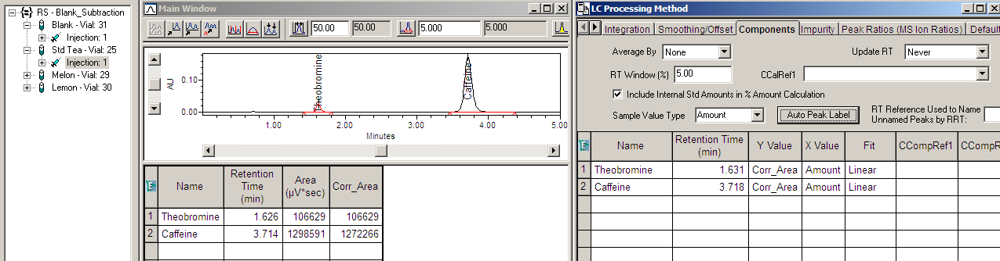 RS - Blank_Subtraction
Blank - Vial: 31
Injection: 1
Std Tea - Vial: 25
Injection: 1
Melon - Vial: 29
Lemon - Vial: 30
Main Window
50.00 50.00 5.000 5.000
AU
0.10
0.00
Theobromine
Caffeine
1.00 2.00 3.00 4.00 5.00
Minutes
Name Retention Time (min) Area (µV*sec) Corr_Area
1 Theobromine 1.626 106629 106629
2 Caffeine 3.714 1298591 1272266
LC Processing Method
Integration Smoothing/Offset Components Impurity Peak Ratios (MS Ion Ratios) Default
Average By None Update RT Never
RT Window (%) 5.00 CCalRef1
Include Internal Std Amounts in % Amount Calculation
Sample Value Type Amount Auto Peak Label RT Reference Used to Name
Unnamed Peaks by RRT:
Name Retention Time (min) Y Value X Value Fit CCompRef1 CCompR
1 Theobromine 1.631 Corr_Area Amount Linear
2 Caffeine 3.718 Corr_Area Amount Linear